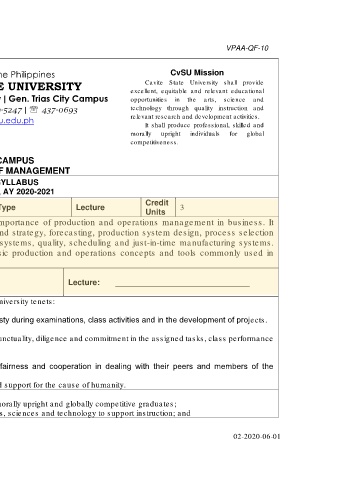 VPAA-QF-10
ne Philippines
E UNIVERSITY
y | Gen. Trias City Campus
-5247 | ☏ 437-0693
u.edu.ph
CvSU Mission
Cavite State University shall provide
excellent, equitable and relevant educational
opportunities in the arts, science and
technology through quality instruction and
relevant research and development activities.
It shall produce professional, skilled and
morally upright individuals for global
competitiveness.
CAMPUS
F MANAGEMENT
SYLLABUS
, AY 2020-2021
Type Lecture Credit Units 3
mportance of production and operations management in business. It
nd strategy, forecasting, production system design, process selection
systems, quality, scheduling and just-in-time manufacturing systems.
sic production and operations concepts and tools commonly used in
Lecture: ____________________
niversity tenets:
sty during examinations, class activities and in the development of projects.
nctuality, diligence and commitment in the assigned tasks, class performance
fairness and cooperation in dealing with their peers and members of the
d support for the cause of humanity.
norally upright and globally competitive graduates;
s, sciences and technology to support instruction; and
02-2020-06-01